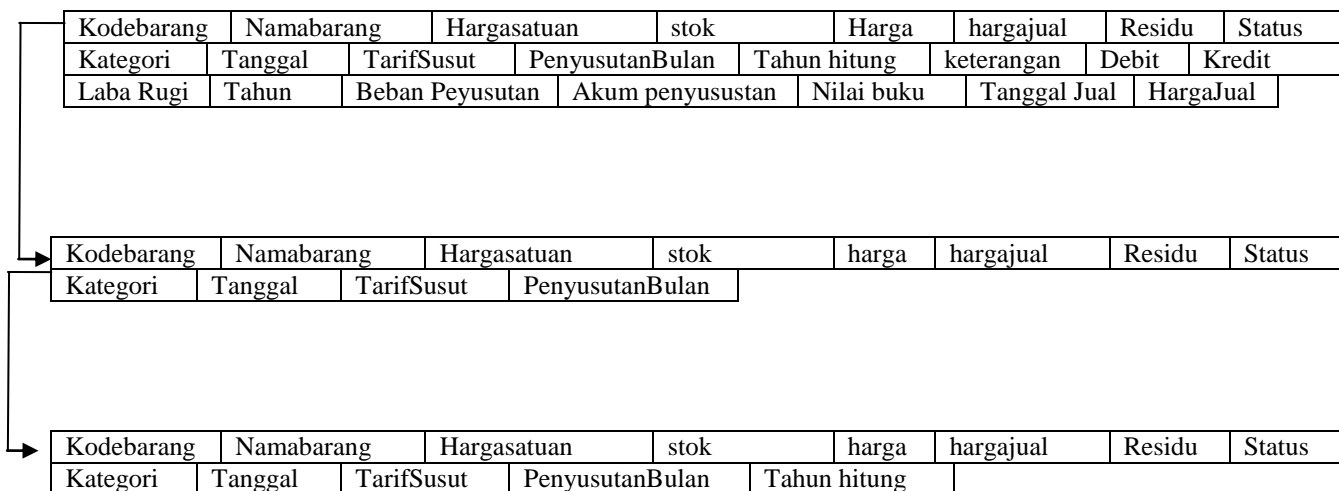 Kodebarang Namabarang Hargasatuan stok Harga hargajual Residu Status
Kategori Tanggal TarifSusut PenyusutanBulan Tahun hitung keterangan Debit Kredit
Laba Rugi Tahun Beban Peyusutan Akum penyusustan Nilai buku Tanggal Jual HargaJual
Kodebarang Namabarang Hargasatuan stok harga hargajual Residu Status
Kategori Tanggal TarifSusut PenyusutanBulan
Kodebarang Namabarang Hargasatuan stok harga hargajual Residu Status
Kategori Tanggal TarifSusut PenyusutanBulan Tahun hitung